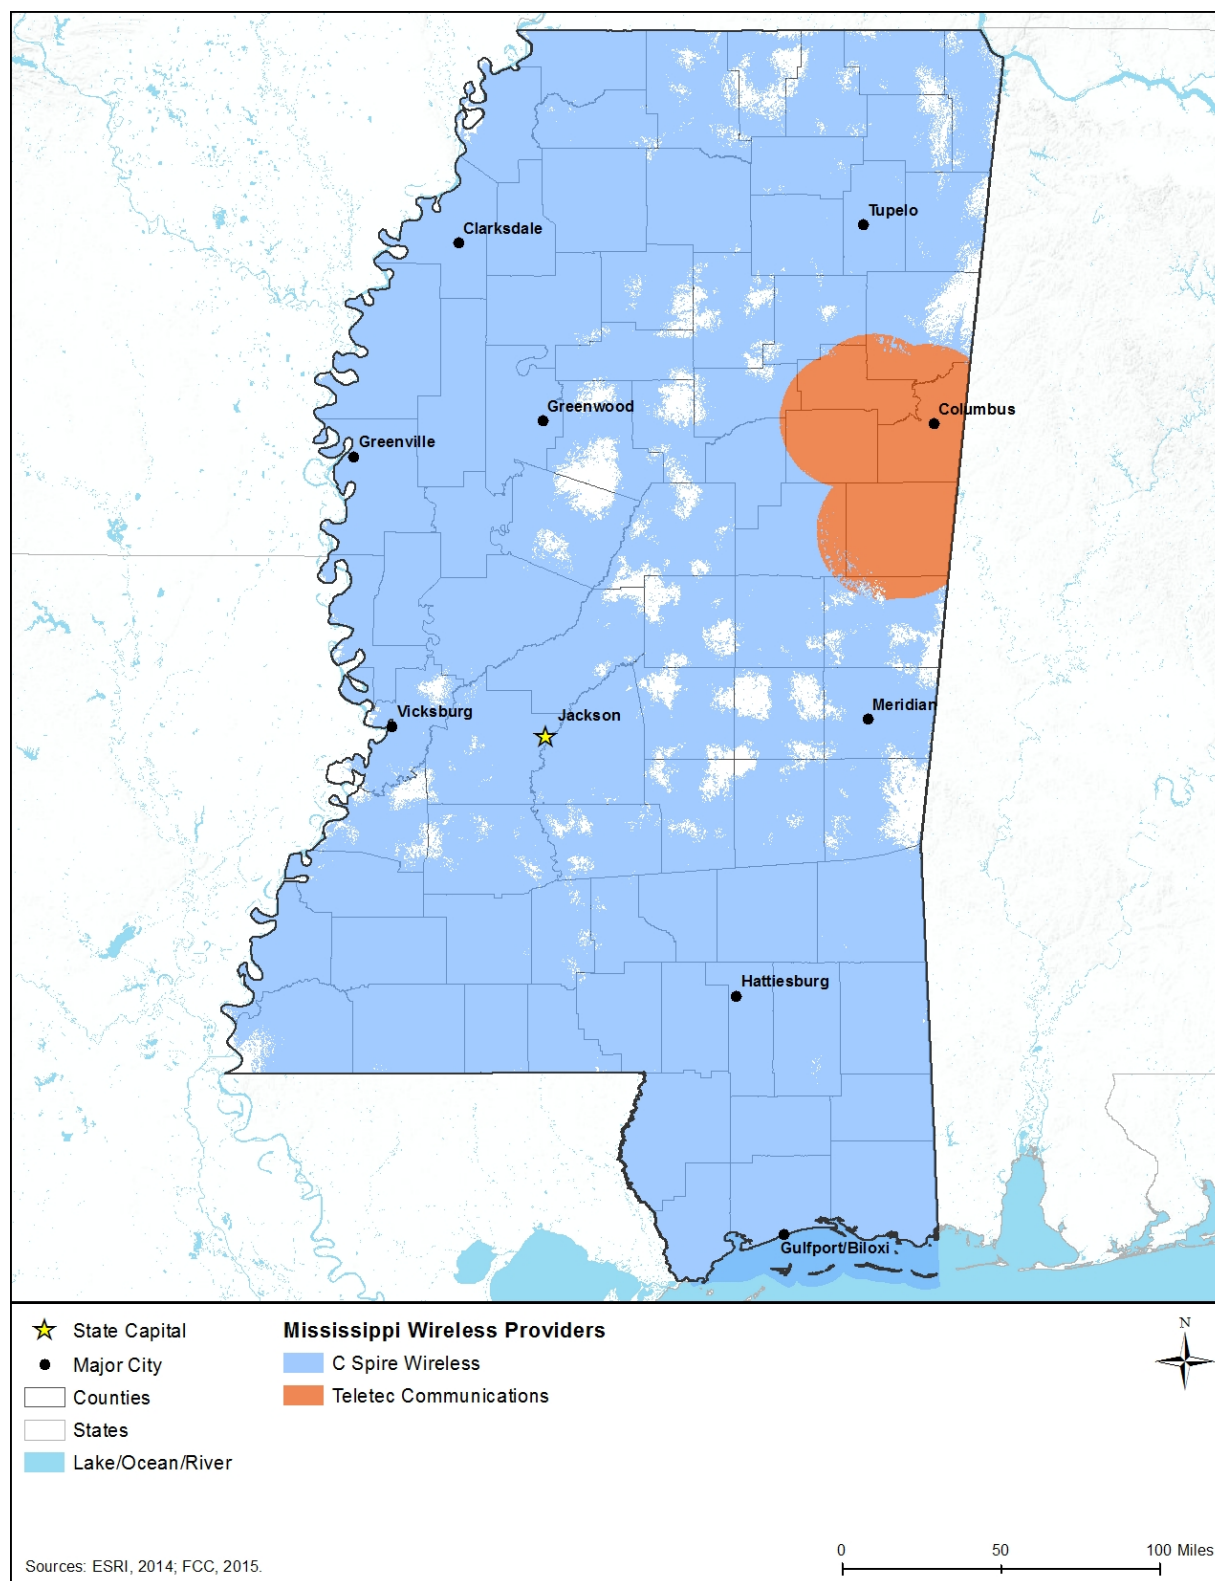 Tupelo
Clarksdale
Greenwood
Columbus
Greenville
Vicksburg
Jackson
Meridian
Hattiesburg
Gulfport/Biloxi
State Capital
Major City
Counties
States
Lake/Ocean/River
Mississippi Wireless Providers
C Spire Wireless
Teletec Communications
N
Sources: ESRI, 2014; FCC, 2015.
0 50 100 Miles